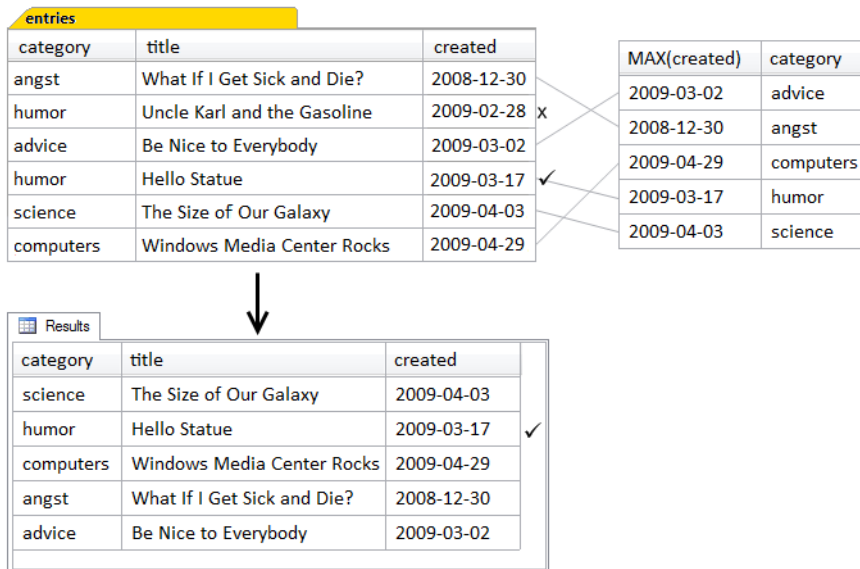 entries
category title created
angst What If I Get Sick and Die? 2008-12-30
humor Uncle Karl and the Gasoline 2009-02-28 x
advice Be Nice to Everybody 2009-03-02
humor Hello Statue 2009-03-17 ✓
science The Size of Our Galaxy 2009-04-03
computers Windows Media Center Rocks 2009-04-29
MAX(created) category
2009-03-02 advice
2008-12-30 angst
2009-04-29 computers
2009-03-17 humor
2009-04-03 science
Results
category title created
science The Size of Our Galaxy 2009-04-03
humor Hello Statue 2009-03-17 ✓
computers Windows Media Center Rocks 2009-04-29
angst What If I Get Sick and Die? 2008-12-30
advice Be Nice to Everybody 2009-03-02